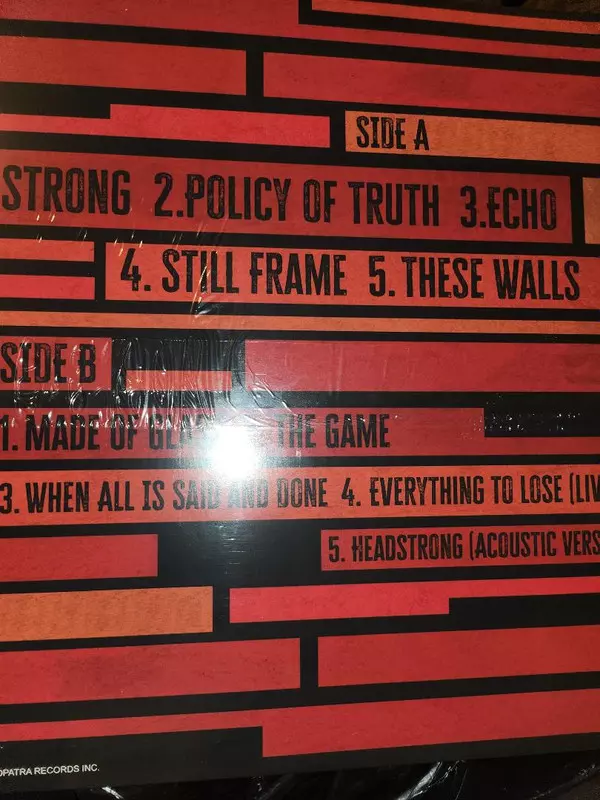 SIDE A
STRONG 2.POLICY OF TRUTH 3.ECHO
4. STILL FRAME 5. THESE WALLS
SIDE B
1. MADE OF THE GAME
3. WHEN ALL IS SAID AND DONE 4. EVERYTHING TO LOSE (LIV
5. HEADSTRONG (ACOUSTIC VERS
OPATRA RECORDS INC.